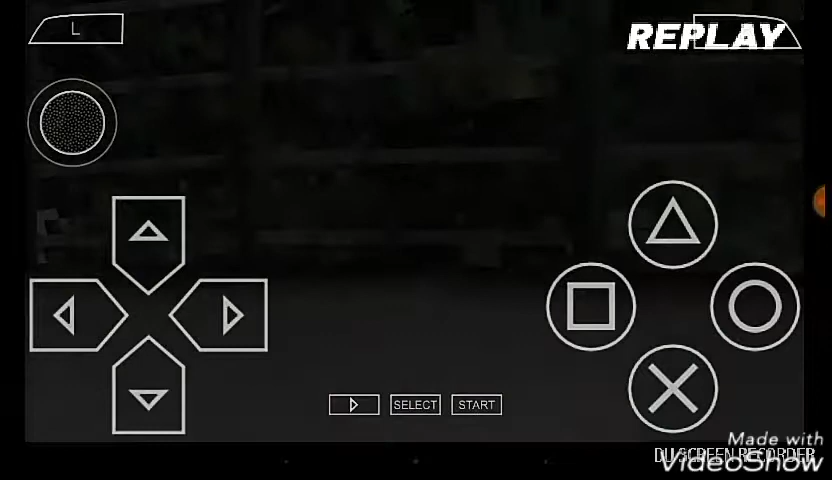 L
REPLAY
SELECT
START
Made with
DU SCREEN RECORDER
VideoShow